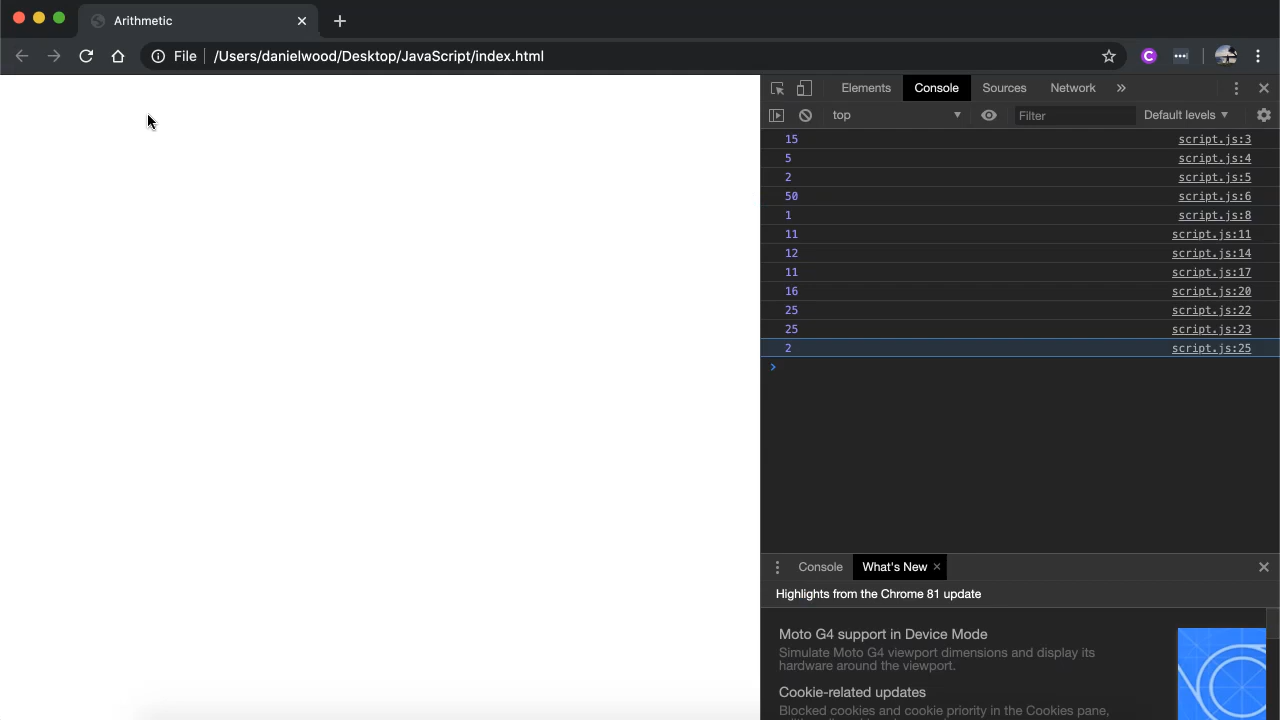 Arithmetic
File /Users/danielwood/Desktop/JavaScript/index.html
Elements Console Sources Network »
top Filter Default levels
15 script.js:3
5 script.js:4
2 script.js:5
50 script.js:6
1 script.js:8
11 script.js:11
12 script.js:14
11 script.js:17
16 script.js:20
25 script.js:22
25 script.js:23
2 script.js:25
>
Console What's New ×
Highlights from the Chrome 81 update
Moto G4 support in Device Mode
Simulate Moto G4 viewport dimensions and display its
hardware around the viewport.
Cookie-related updates
Blocked cookies and cookie priority in the Cookies pane,